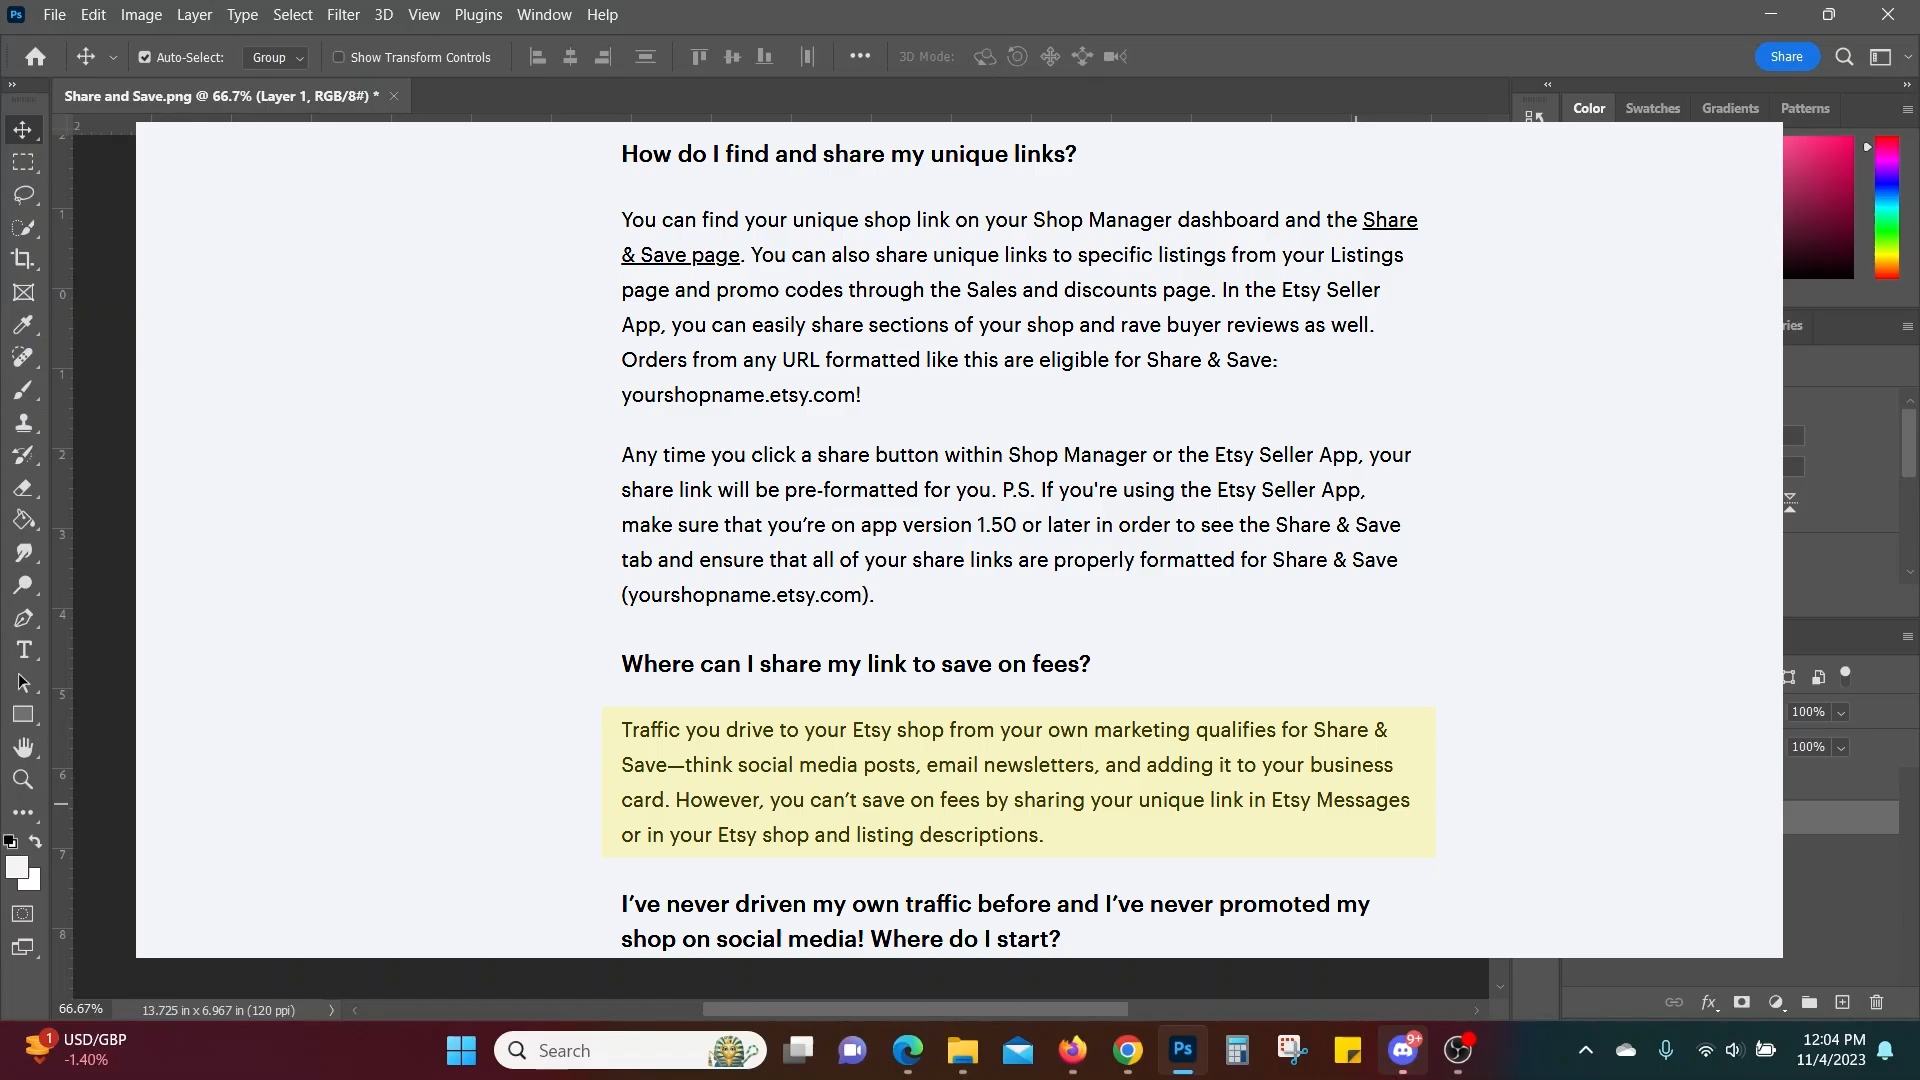 File Edit Image Layer Type Select Filter 3D View Plugins Window Help
Auto-Select: Group Show Transform Controls 3D Mode: Share
Share and Save.png @ 66.7% (Layer 1, RGB/8#) *
Color Swatches Gradients Patterns
How do I find and share my unique links?
You can find your unique shop link on your Shop Manager dashboard and the Share
& Save page. You can also share unique links to specific listings from your Listings
page and promo codes through the Sales and discounts page. In the Etsy Seller
App, you can easily share sections of your shop and rave buyer reviews as well.
Orders from any URL formatted like this are eligible for Share & Save:
yourshopname.etsy.com!
Any time you click a share button within Shop Manager or the Etsy Seller App, your
share link will be pre-formatted for you. P.S. If you're using the Etsy Seller App,
make sure that you’re on app version 1.50 or later in order to see the Share & Save
tab and ensure that all of your share links are properly formatted for Share & Save
(yourshopname.etsy.com).
Where can I share my link to save on fees?
Traffic you drive to your Etsy shop from your own marketing qualifies for Share &
Save—think social media posts, email newsletters, and adding it to your business
card. However, you can’t save on fees by sharing your unique link in Etsy Messages
or in your Etsy shop and listing descriptions.
I’ve never driven my own traffic before and I’ve never promoted my
shop on social media! Where do I start?
100%
100%
2
2
1
0
1
2
3
4
5
6
7
8
66.67% 13.725 in x 6.967 in (120 ppi)
1 USD/GBP
-1.40%
Search
9+
12:04 PM
11/4/2023